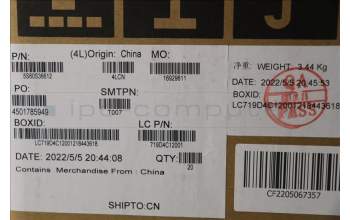 P/N:
(4L)Origin: China
MO:
4LCN
16929811
PO:
SMTPN:
4501785949
T007
BOXID:
LC P/N:
LC719D4C12001218443618
719D4C12001
DATE: 2022/5/5 20:44:08
QTY:
20
Contains Merchandise From : China
SHIPTO:CN
净重: WEIGHT: 3.44 Kg
DATE: 2022/5/5 20:45:53
BOXID:
LC719D4C12001218443618
PASS
CF2205067357